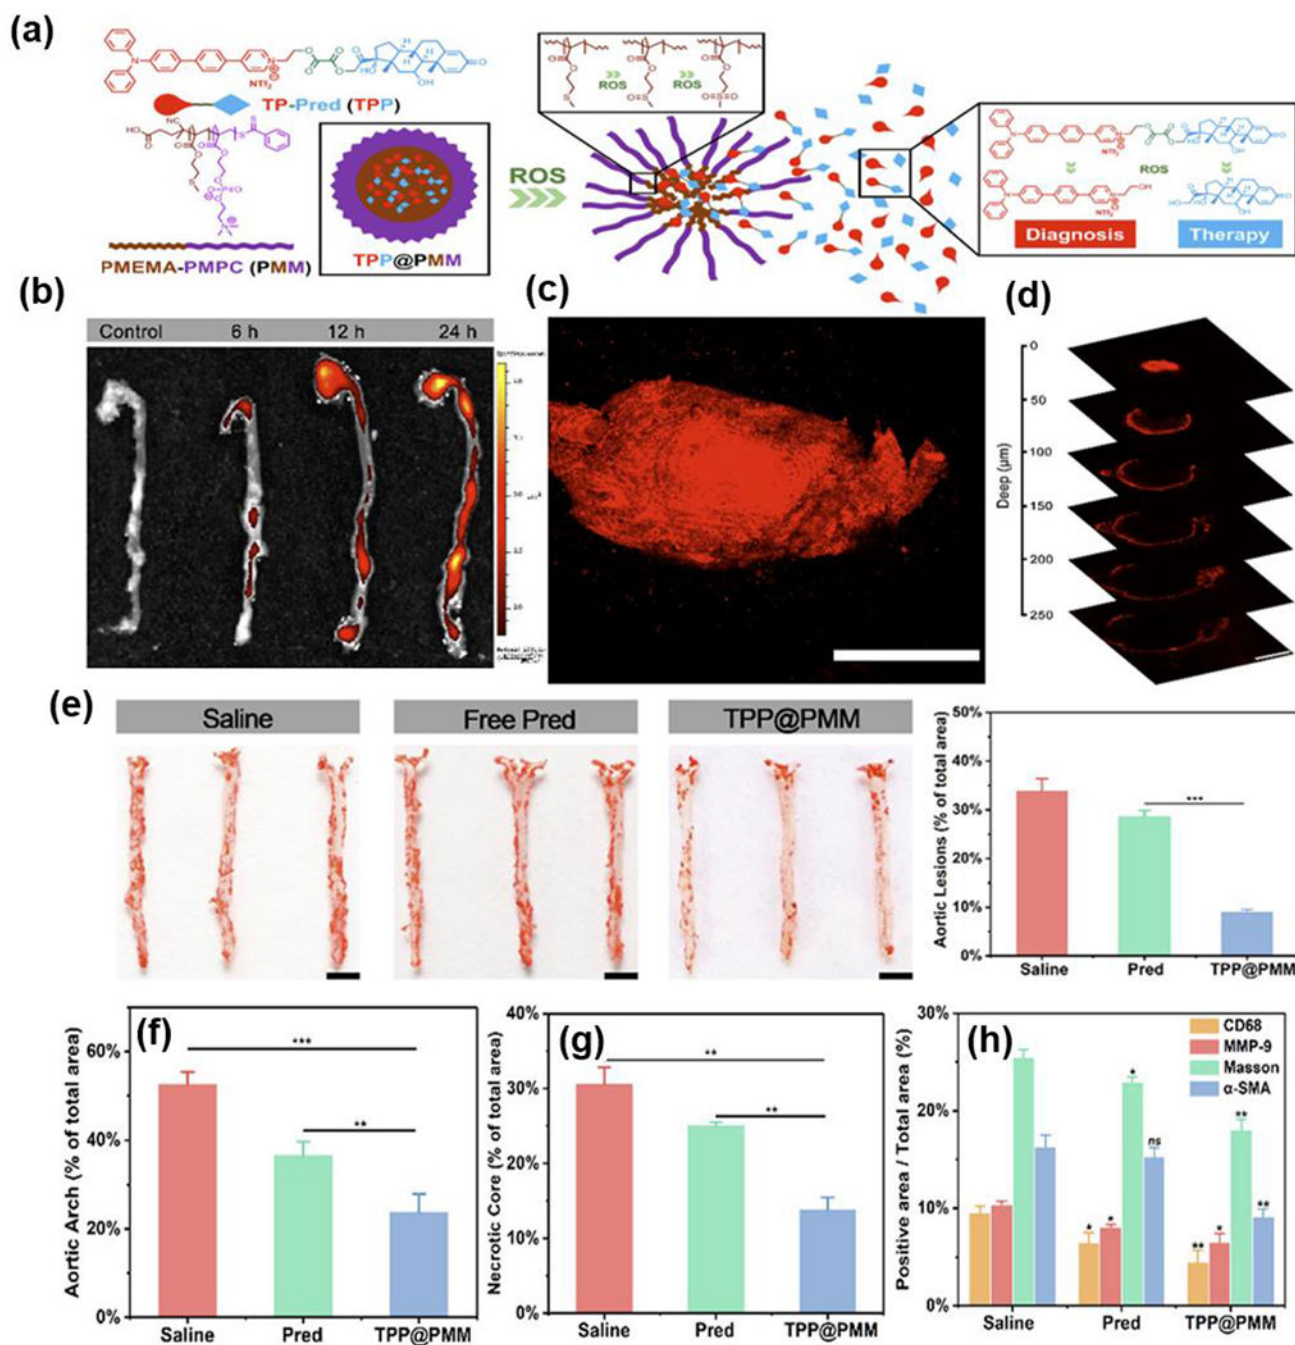 (a)
NTf₂
TP-Pred (TPP)
PMEMA-PMPC (PMM)
TPP@PMM
ROS
ROS
ROS
ROS
NTf₂
NTf₂
Diagnosis
Therapy
(b)
Control
6 h
12 h
24 h
(c)
(d)
Deep (μm)
0
50
100
150
200
250
(e)
Saline
Free Pred
TPP@PMM
Aortic Lesions (% of total area)
50%
40%
30%
20%
10%
0%
***
Saline
Pred
TPP@PMM
(f)
Aortic Arch (% of total area)
60%
40%
20%
0%
***
**
Saline
Pred
TPP@PMM
(g)
Necrotic Core (% of total area)
40%
30%
20%
10%
0%
**
**
Saline
Pred
TPP@PMM
(h)
Positive area / Total area (%)
30%
20%
10%
0%
CD68
MMP-9
Masson
α-SMA
* * * ns
** * ** **
Saline
Pred
TPP@PMM